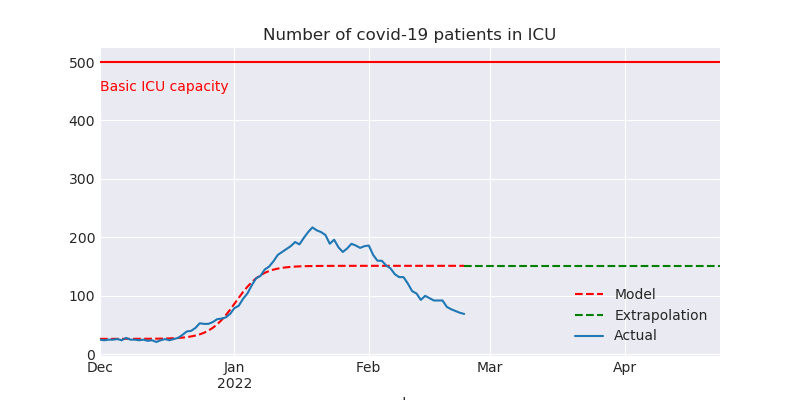 Number of covid-19 patients in ICU
500
Basic ICU capacity
400
300
200
100
0
Model
Extrapolation
Actual
Dec
Jan
2022
Feb
Mar
Apr